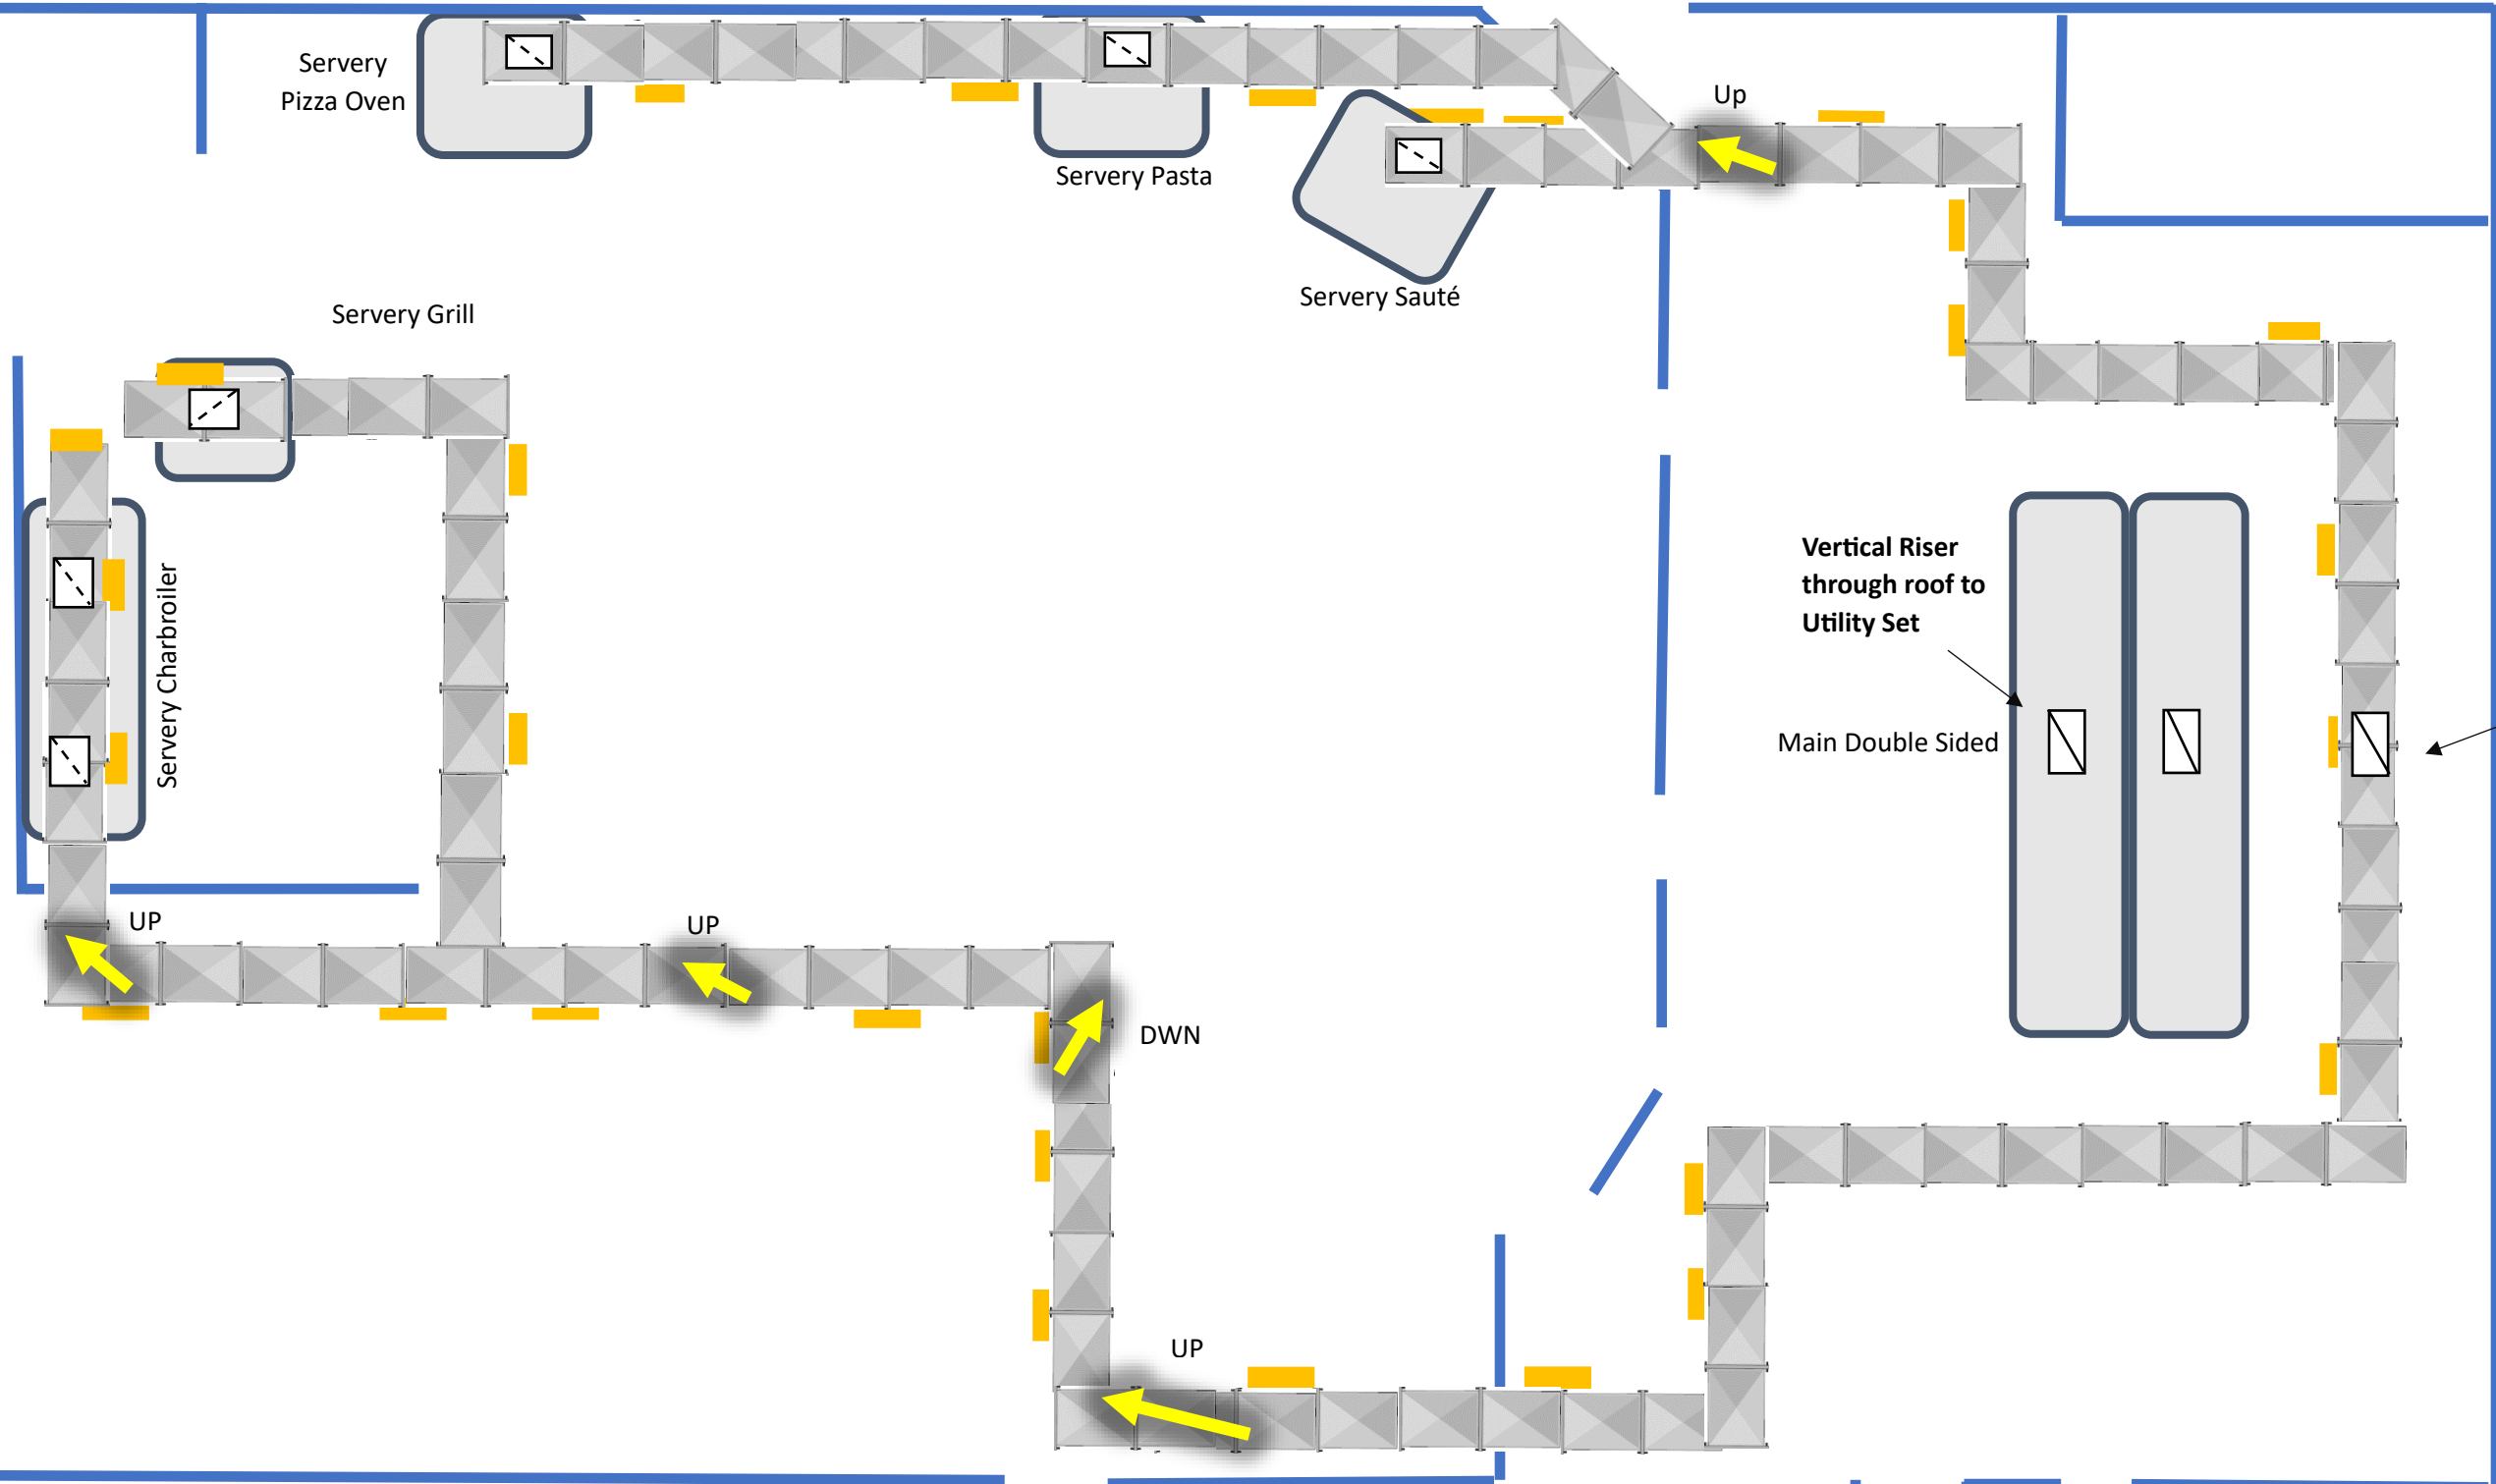 Servery
Pizza Oven
Up
Servery Pasta
Servery Sauté
Servery Grill
Vertical Riser
through roof to
Utility Set
Servery Charbroiler
Main Double Sided
UP
UP
DWN
UP